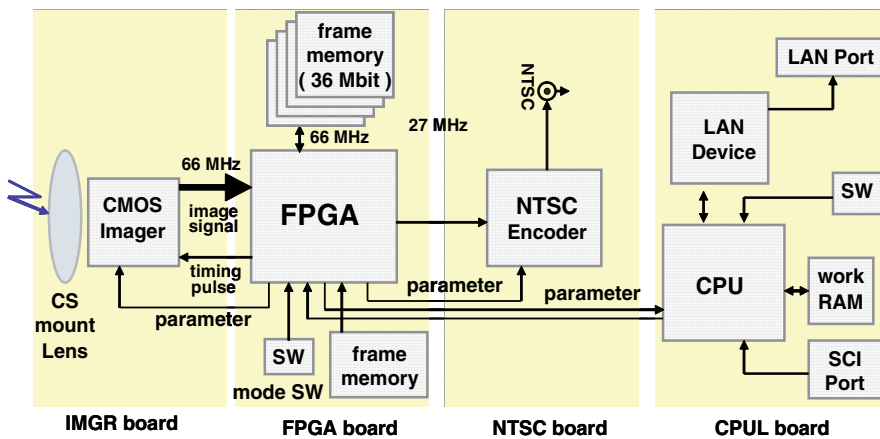 frame
memory
( 36 Mbit )
66 MHz
27 MHz
NTSC
LAN Port
LAN
Device
66 MHz
CMOS
Imager
image
signal
FPGA
NTSC
Encoder
SW
timing
pulse
CS
mount
Lens
parameter
parameter
parameter
CPU
work
RAM
SW
mode SW
frame
memory
SCI
Port
IMGR board
FPGA board
NTSC board
CPUL board